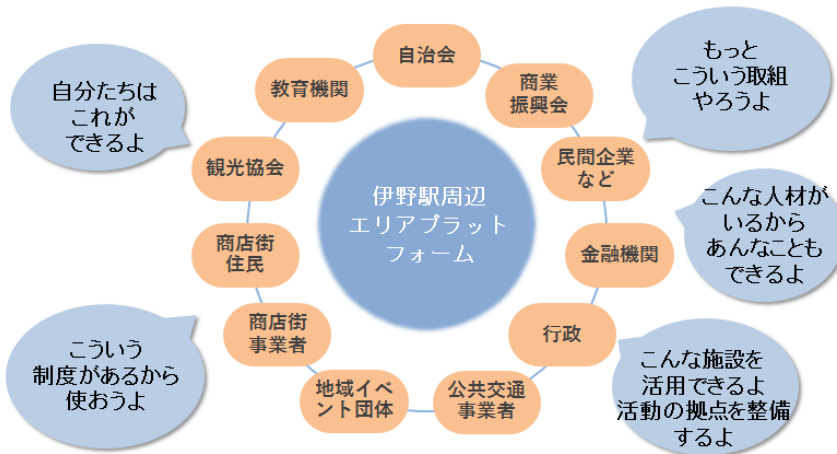 自治会
教育機関
商業
振興会
もっと
こういう取組
やろうよ
自分たちは
これが
できるよ
観光協会
民間企業
など
伊野駅周辺
エリアプラット
フォーム
こんな人材が
いるから
あんなことも
できるよ
商店街
住民
金融機関
商店街
事業者
行政
こういう
制度があるから
使おうよ
地域イベ
ント団体
公共交通
事業者
こんな施設を
活用できるよ
活動の拠点を整備
するよ